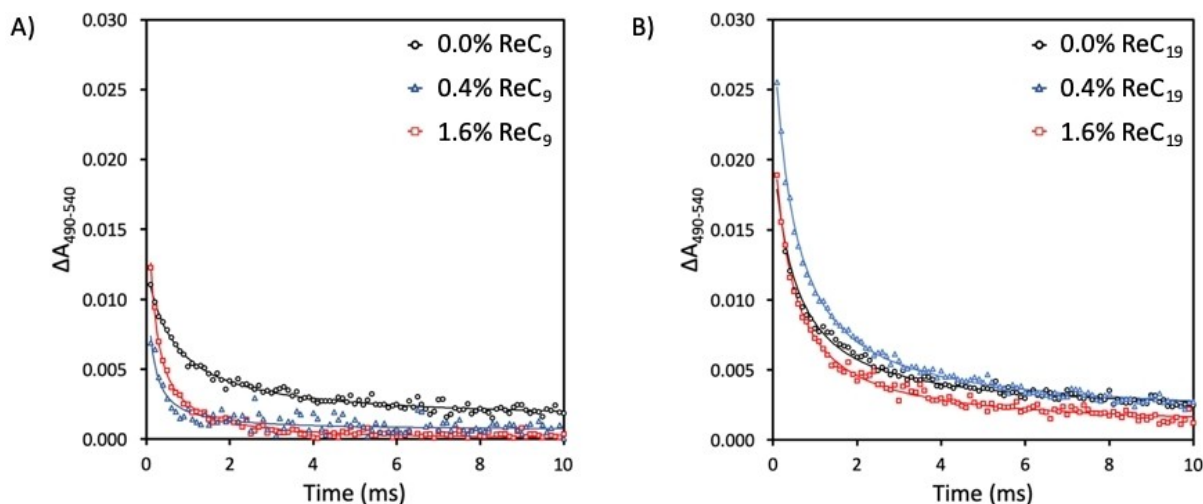 A)
0.030
0.025
0.020
0.015
0.010
0.005
0.000
ΔA₄₉₀₋₅₄₀
0.0% ReC₉
0.4% ReC₉
1.6% ReC₉
0 2 4 6 8 10
Time (ms)
B)
0.030
0.025
0.020
0.015
0.010
0.005
0.000
ΔA₄₉₀₋₅₄₀
0.0% ReC₁₉
0.4% ReC₁₉
1.6% ReC₁₉
0 2 4 6 8 10
Time (ms)